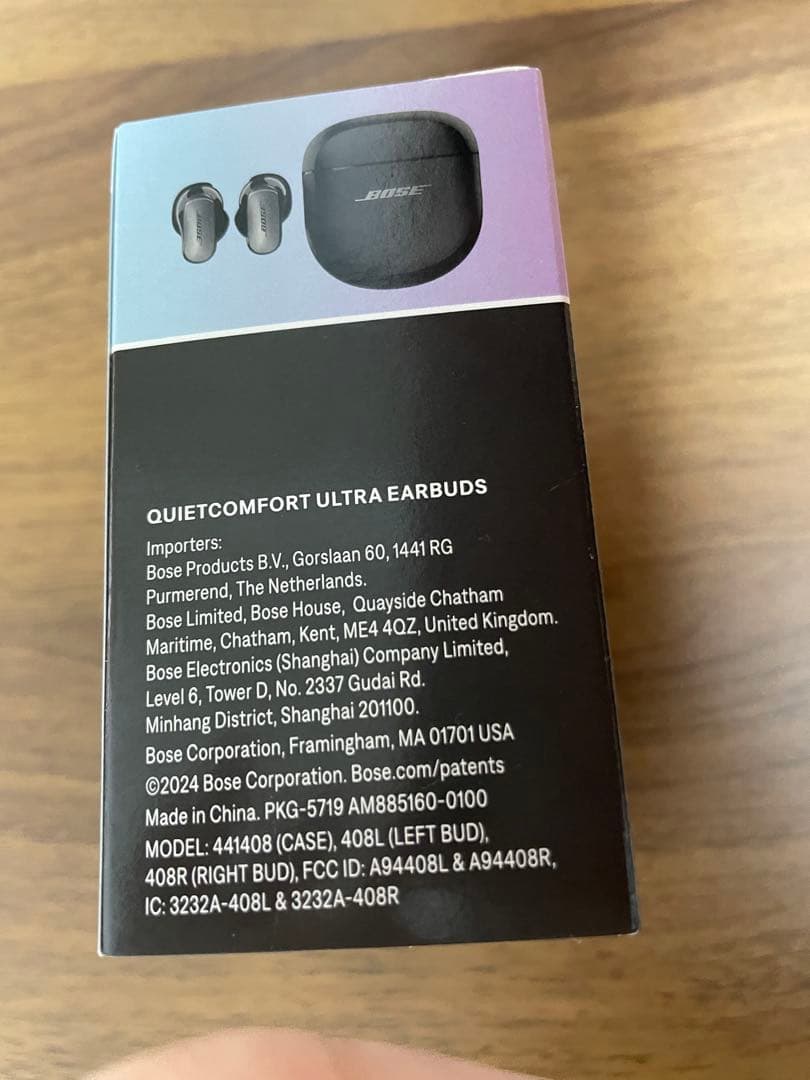 BOSE
BOSE
BOSE
QUIETCOMFORT ULTRA EARBUDS
Importers:
Bose Products B.V., Gorslaan 60, 1441 RG
Purmerend, The Netherlands.
Bose Limited, Bose House, Quayside Chatham
Maritime, Chatham, Kent, ME4 4QZ, United Kingdom.
Bose Electronics (Shanghai) Company Limited,
Level 6, Tower D, No. 2337 Gudai Rd.
Minhang District, Shanghai 201100.
Bose Corporation, Framingham, MA 01701 USA
©2024 Bose Corporation. Bose.com/patents
Made in China. PKG-5719 AM885160-0100
MODEL: 441408 (CASE), 408L (LEFT BUD),
408R (RIGHT BUD), FCC ID: A94408L & A94408R,
IC: 3232A-408L & 3232A-408R